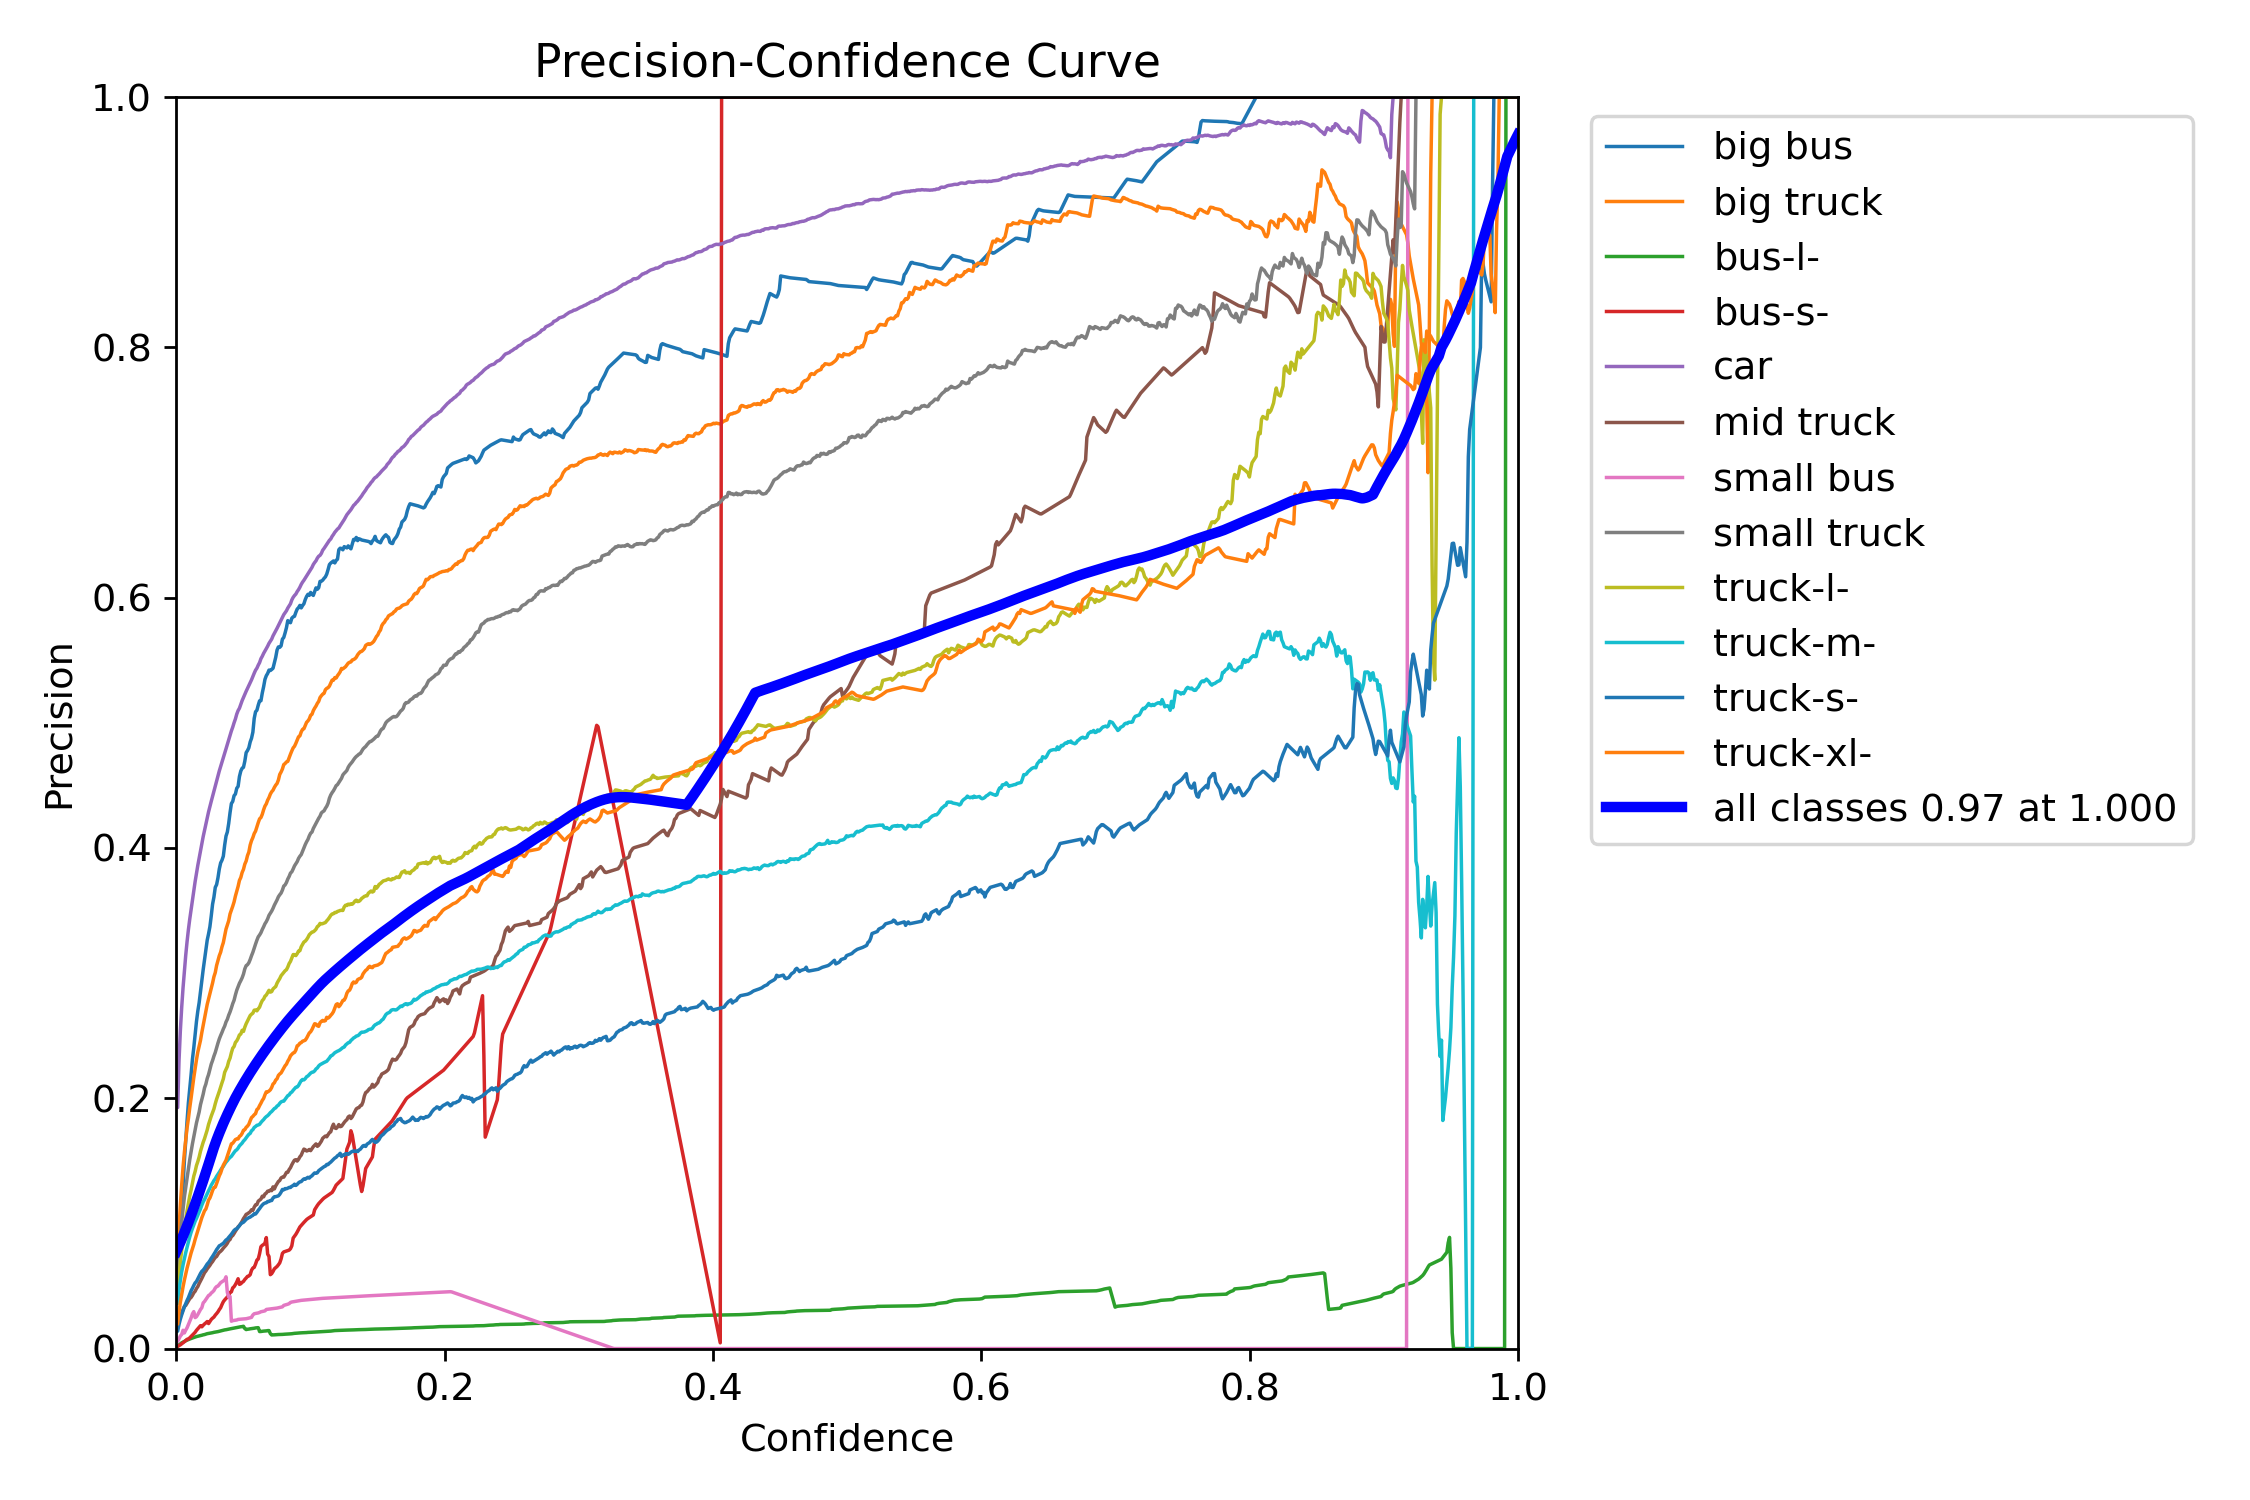 Precision-Confidence Curve
1.0
0.8
0.6
0.4
0.2
0.0
Precision
0.0 0.2 0.4 0.6 0.8 1.0
Confidence
big bus
big truck
bus-l-
bus-s-
car
mid truck
small bus
small truck
truck-l-
truck-m-
truck-s-
truck-xl-
all classes 0.97 at 1.000